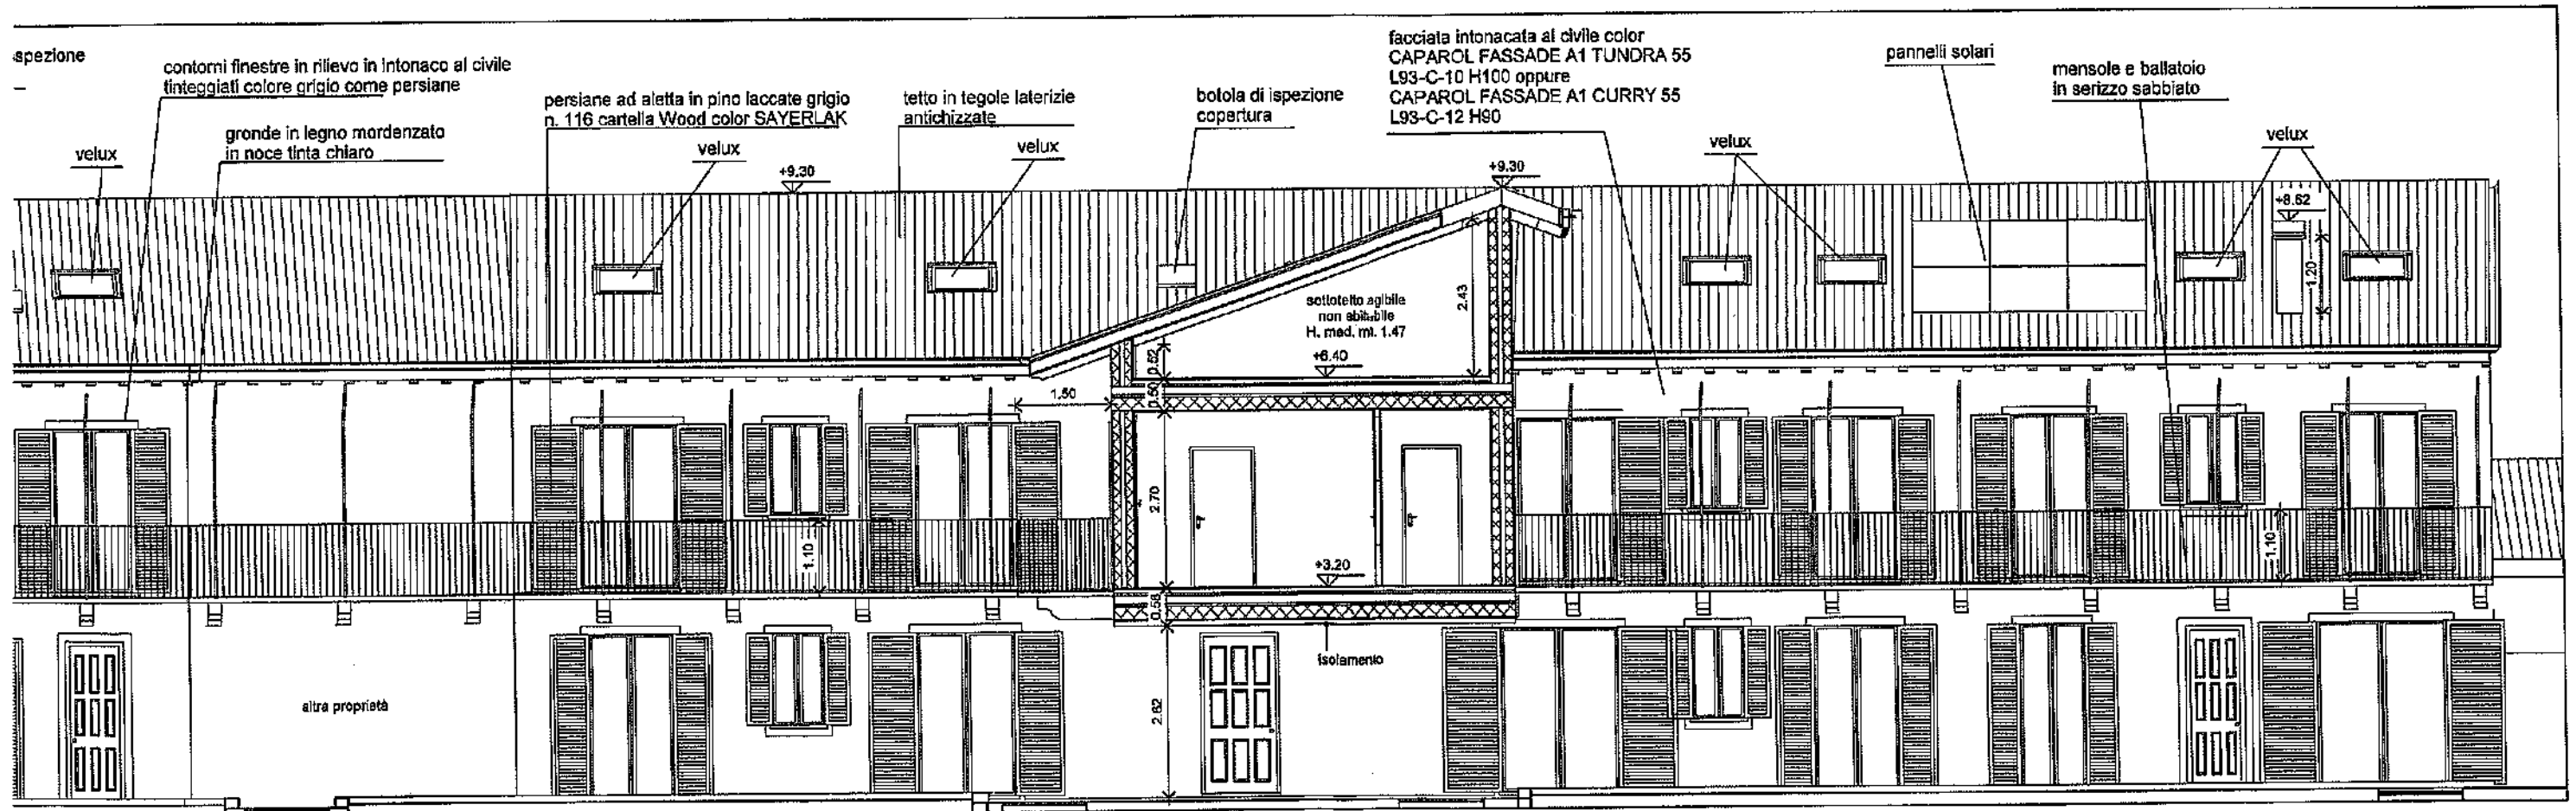 spezione
contorni finestre in rilievo in intonaco al civile
tinteggiati colore grigio come persiane
gronde in legno mordenzato
in noce tinta chiaro
velux
persiane ad aletta in pino laccate grigio
n. 116 cartella Wood color SAYERLAK
velux
tetto in tegole laterizie
antichizzate
velux
botola di ispezione
copertura
facciata intonacata al civile color
CAPAROL FASSADE A1 TUNDRA 55
L93-C-10 H100 oppure
CAPAROL FASSADE A1 CURRY 55
L93-C-12 H90
velux
pannelli solari
mensole e ballatoio
in serizzo sabbiato
velux
+9.30
+9.30
+8.52
1.20
sottotetto agibile
non abitabile
H. med. mt. 1.47
2.43
0.52
+6.40
0.50
1.50
2.70
1.10
1.10
+3.20
0.58
isolamento
altra proprietà
2.62